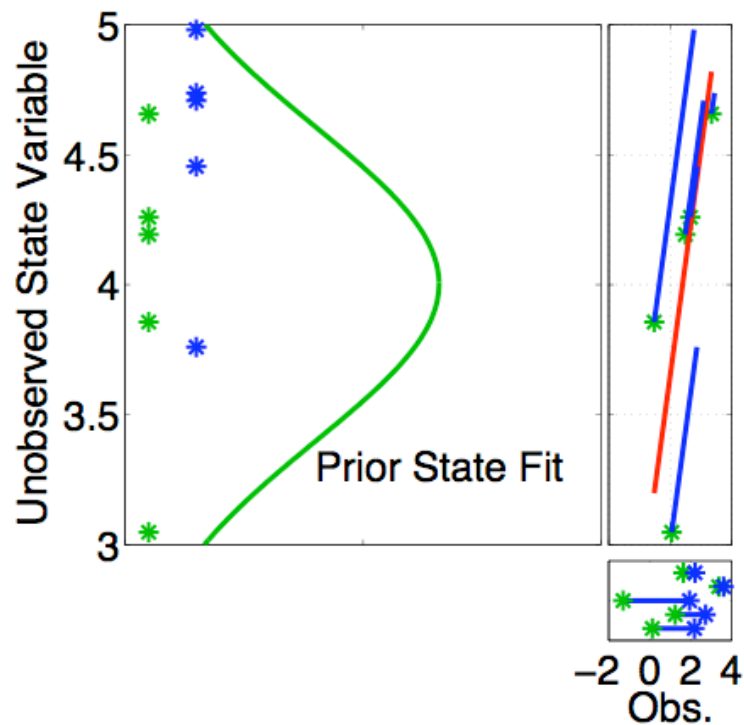 Unobserved State Variable
5
4.5
4
3.5
3
Prior State Fit
−2 0 2 4
Obs.